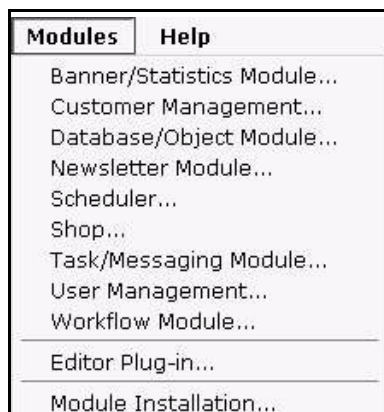 Modules Help
Banner/Statistics Module...
Customer Management...
Database/Object Module...
Newsletter Module...
Scheduler...
Shop...
Task/Messaging Module...
User Management...
Workflow Module...
Editor Plug-in...
Module Installation...